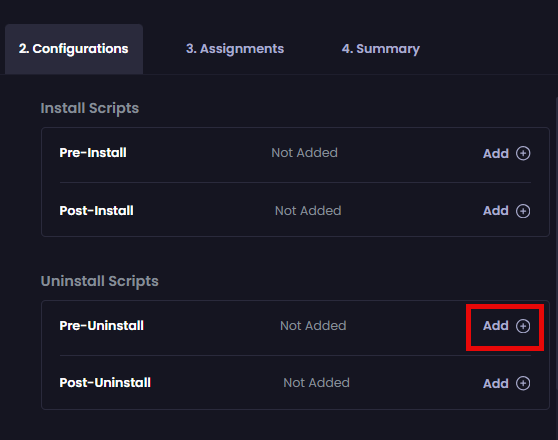 2. Configurations 3. Assignments 4. Summary
Install Scripts
Pre-Install Not Added Add
Post-Install Not Added Add
Uninstall Scripts
Pre-Uninstall Not Added Add
Post-Uninstall Not Added Add